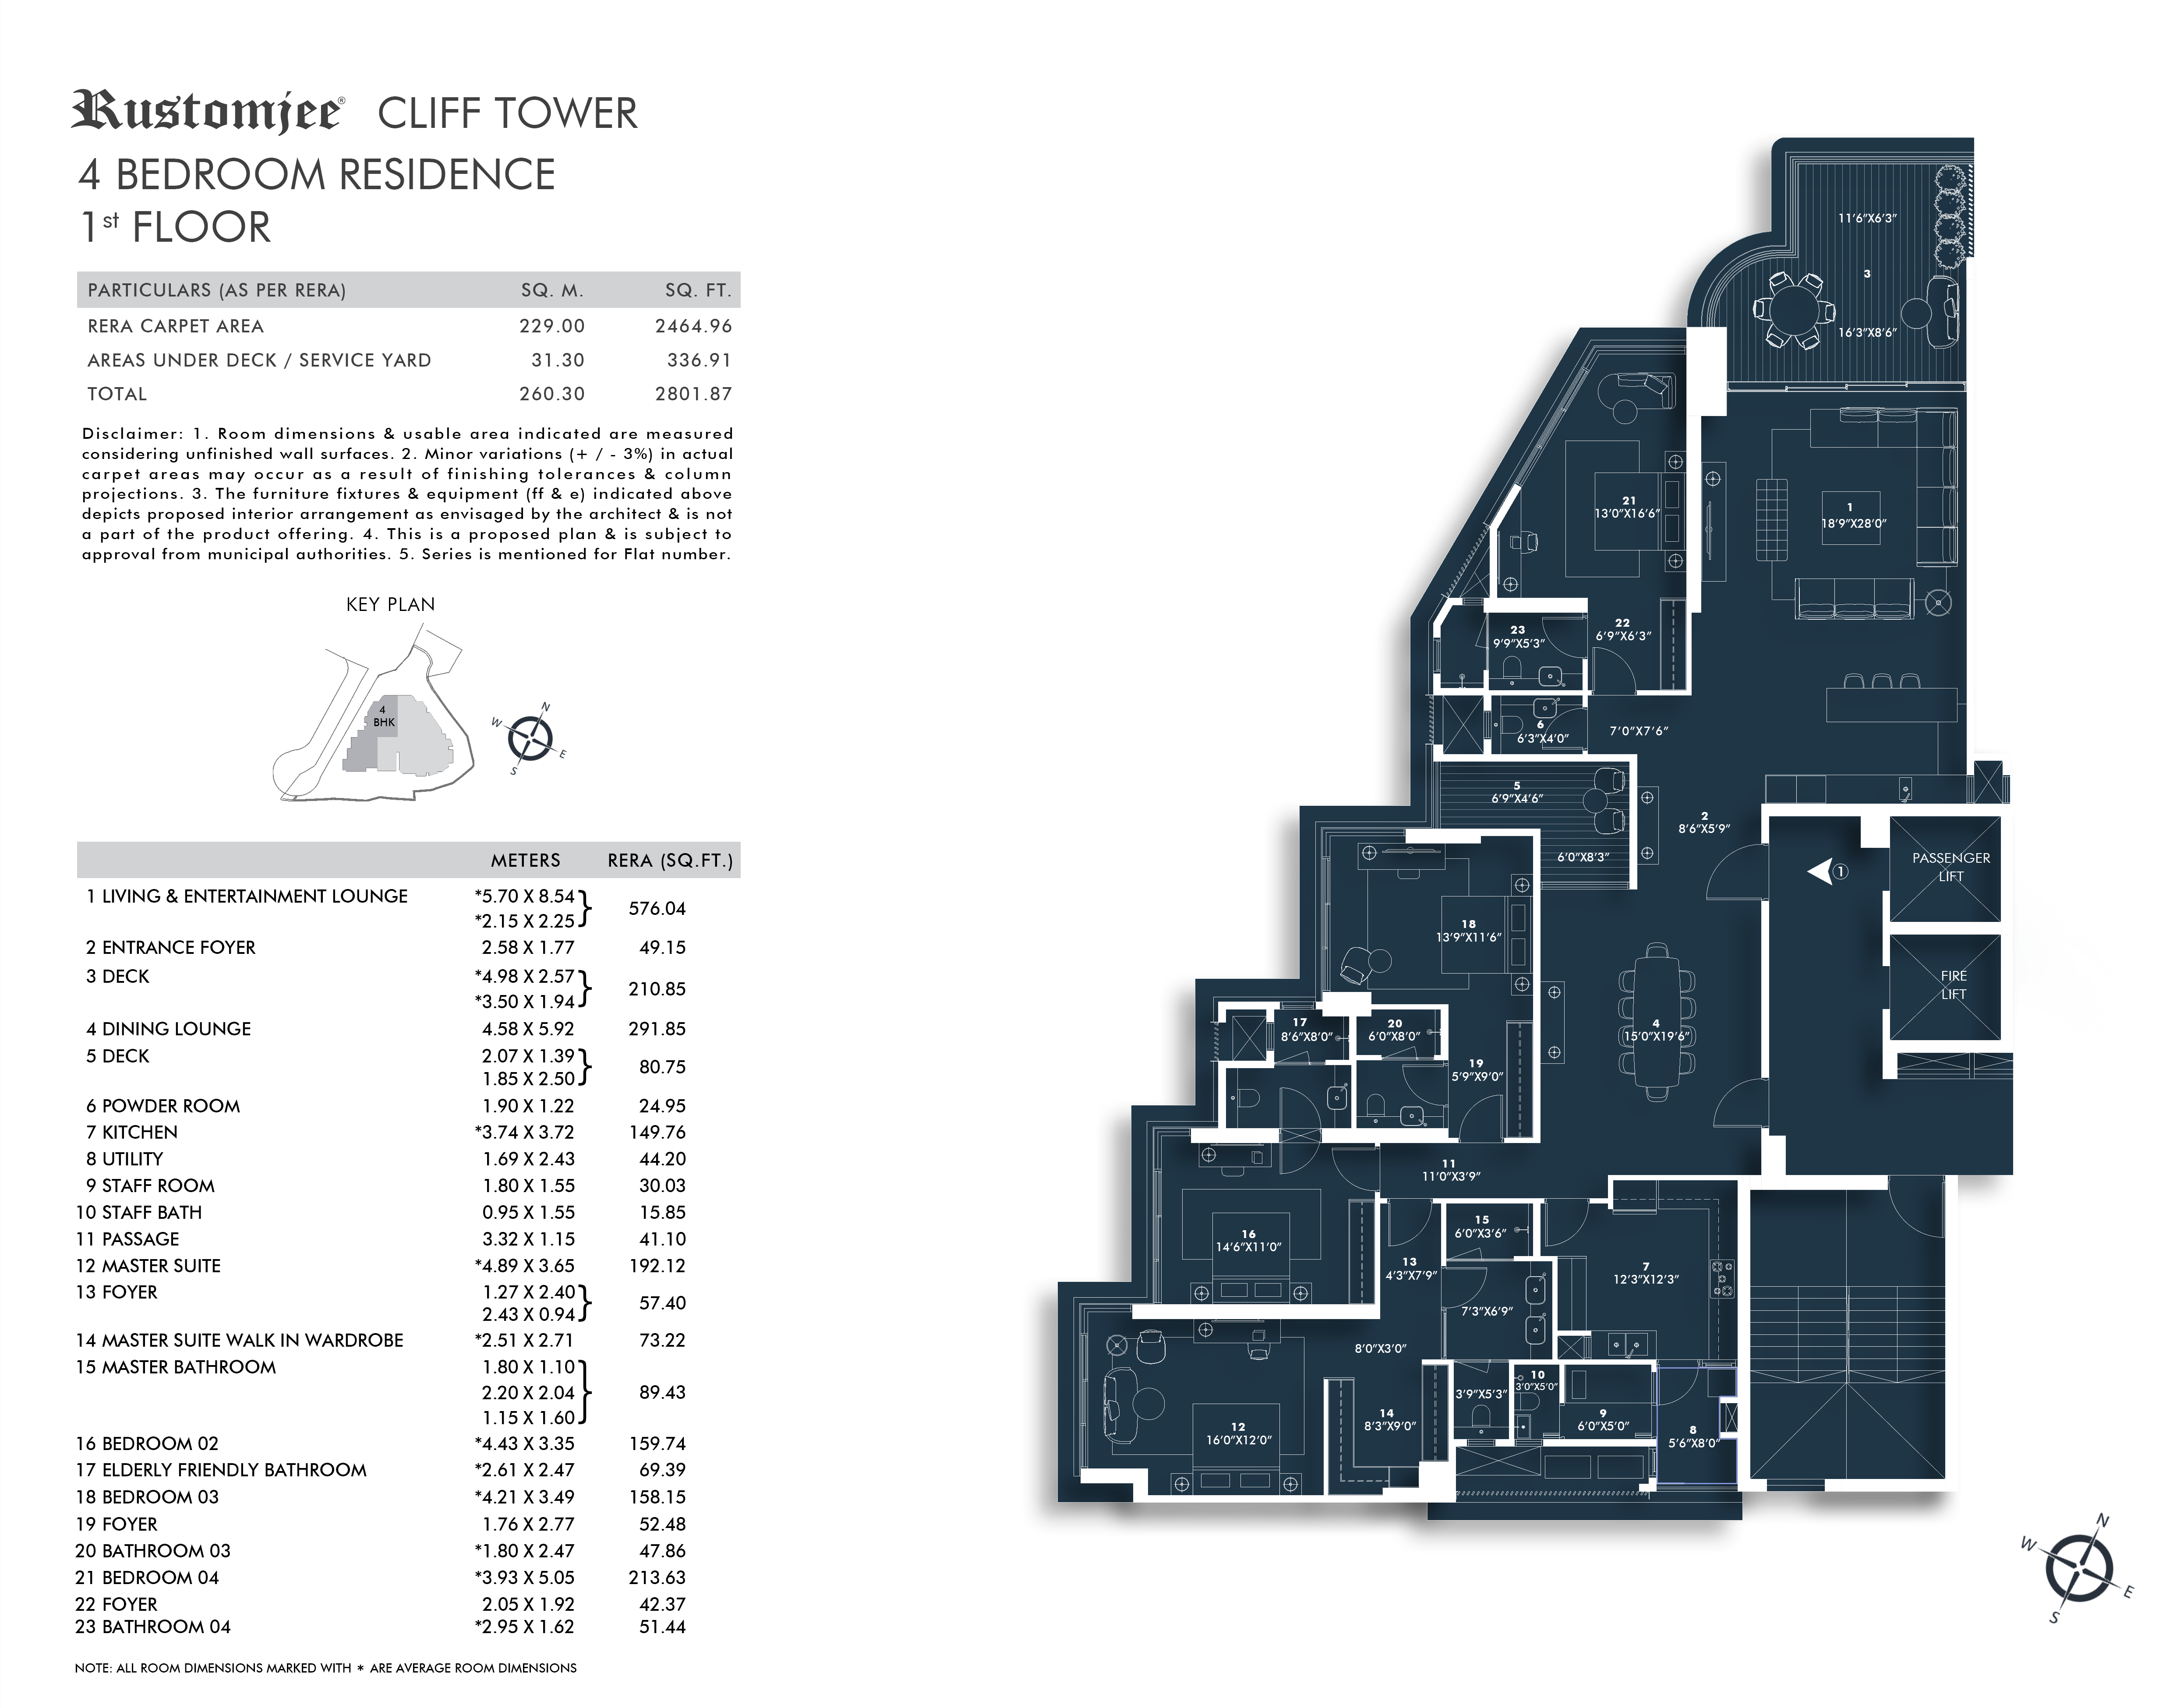 Rustomjee® CLIFF TOWER
4 BEDROOM RESIDENCE
1st FLOOR
PARTICULARS (AS PER RERA) SQ. M. SQ. FT.
RERA CARPET AREA 229.00 2464.96
AREAS UNDER DECK / SERVICE YARD 31.30 336.91
TOTAL 260.30 2801.87
Disclaimer: 1. Room dimensions & usable area indicated are measured
considering unfinished wall surfaces. 2. Minor variations (+ / - 3%) in actual
carpet areas may occur as a result of finishing tolerances & column
projections. 3. The furniture fixtures & equipment (ff & e) indicated above
depicts proposed interior arrangement as envisaged by the architect & is not
a part of the product offering. 4. This is a proposed plan & is subject to
approval from municipal authorities. 5. Series is mentioned for Flat number.
KEY PLAN
4
BHK
N
W
E
S
METERS RERA (SQ.FT.)
1 LIVING & ENTERTAINMENT LOUNGE *5.70 X 8.54
*2.15 X 2.25 } 576.04
2 ENTRANCE FOYER 2.58 X 1.77 49.15
3 DECK *4.98 X 2.57
*3.50 X 1.94 } 210.85
4 DINING LOUNGE 4.58 X 5.92 291.85
5 DECK 2.07 X 1.39
1.85 X 2.50 } 80.75
6 POWDER ROOM 1.90 X 1.22 24.95
7 KITCHEN *3.74 X 3.72 149.76
8 UTILITY 1.69 X 2.43 44.20
9 STAFF ROOM 1.80 X 1.55 30.03
10 STAFF BATH 0.95 X 1.55 15.85
11 PASSAGE 3.32 X 1.15 41.10
12 MASTER SUITE *4.89 X 3.65 192.12
13 FOYER 1.27 X 2.40
2.43 X 0.94 } 57.40
14 MASTER SUITE WALK IN WARDROBE *2.51 X 2.71 73.22
15 MASTER BATHROOM 1.80 X 1.10
2.20 X 2.04
1.15 X 1.60 } 89.43
16 BEDROOM 02 *4.43 X 3.35 159.74
17 ELDERLY FRIENDLY BATHROOM *2.61 X 2.47 69.39
18 BEDROOM 03 *4.21 X 3.49 158.15
19 FOYER 1.76 X 2.77 52.48
20 BATHROOM 03 *1.80 X 2.47 47.86
21 BEDROOM 04 *3.93 X 5.05 213.63
22 FOYER 2.05 X 1.92 42.37
23 BATHROOM 04 *2.95 X 1.62 51.44
NOTE: ALL ROOM DIMENSIONS MARKED WITH * ARE AVERAGE ROOM DIMENSIONS
11'6"X6'3"
3
16'3"X8'6"
21
13'0"X16'6"
1
18'9"X28'0"
23
9'9"X5'3"
22
6'9"X6'3"
6
6'3"X4'0"
7'0"X7'6"
5
6'9"X4'6"
2
8'6"X5'9"
6'0"X8'3"
1
PASSENGER
LIFT
18
13'9"X11'6"
FIRE
LIFT
17
8'6"X8'0"
20
6'0"X8'0"
4
15'0"X19'6"
19
5'9"X9'0"
11
11'0"X3'9"
16
14'6"X11'0"
15
6'0"X3'6"
13
4'3"X7'9"
7
12'3"X12'3"
7'3"X6'9"
8'0"X3'0"
10
3'0"X5'0"
3'9"X5'3"
14
8'3"X9'0"
9
6'0"X5'0"
12
16'0"X12'0"
8
5'6"X8'0"
N
W
E
S